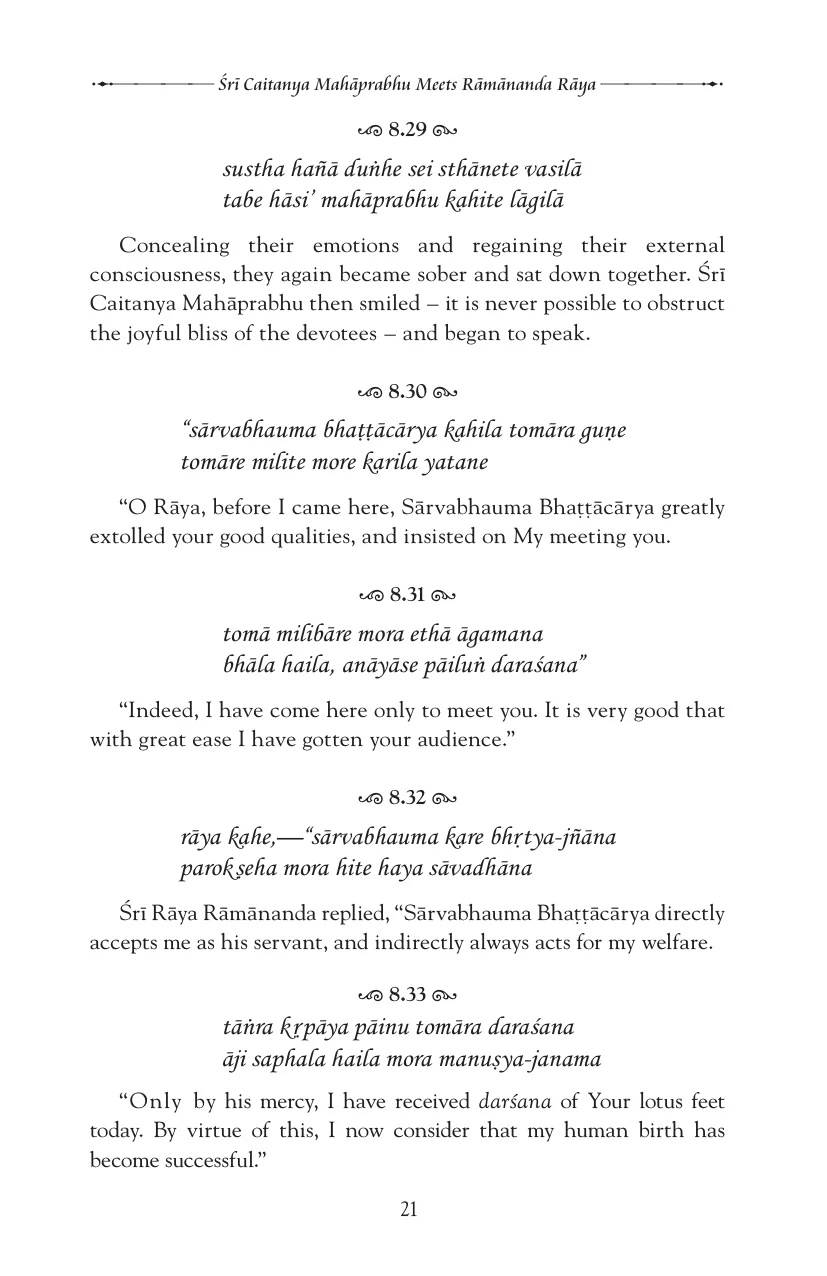 Śrī Caitanya Mahāprabhu Meets Rāmānanda Rāya
8.29
sustha hañā duṅhe sei sthānete vasilā
tabe hāsi’ mahāprabhu kahite lāgilā
Concealing their emotions and regaining their external
consciousness, they again became sober and sat down together. Śrī
Caitanya Mahāprabhu then smiled – it is never possible to obstruct
the joyful bliss of the devotees – and began to speak.
8.30
“sārvabhauma bhaṭṭācārya kahila tomāra guṇe
tomāre milite more karila yatane
“O Rāya, before I came here, Sārvabhauma Bhaṭṭācārya greatly
extolled your good qualities, and insisted on My meeting you.
8.31
tomā milibāre mora ethā āgamana
bhāla haila, anāyāse pāiluṅ daraśana”
“Indeed, I have come here only to meet you. It is very good that
with great ease I have gotten your audience.”
8.32
rāya kahe,—“sārvabhauma kare bhṛtya-jñāna
parokṣeha mora hite haya sāvadhāna
Śrī Rāya Rāmānanda replied, “Sārvabhauma Bhaṭṭācārya directly
accepts me as his servant, and indirectly always acts for my welfare.
8.33
tāṅra kṛpāya pāinu tomāra daraśana
āji saphala haila mora manuṣya-janama
“Only by his mercy, I have received darśana of Your lotus feet
today. By virtue of this, I now consider that my human birth has
become successful.”
21